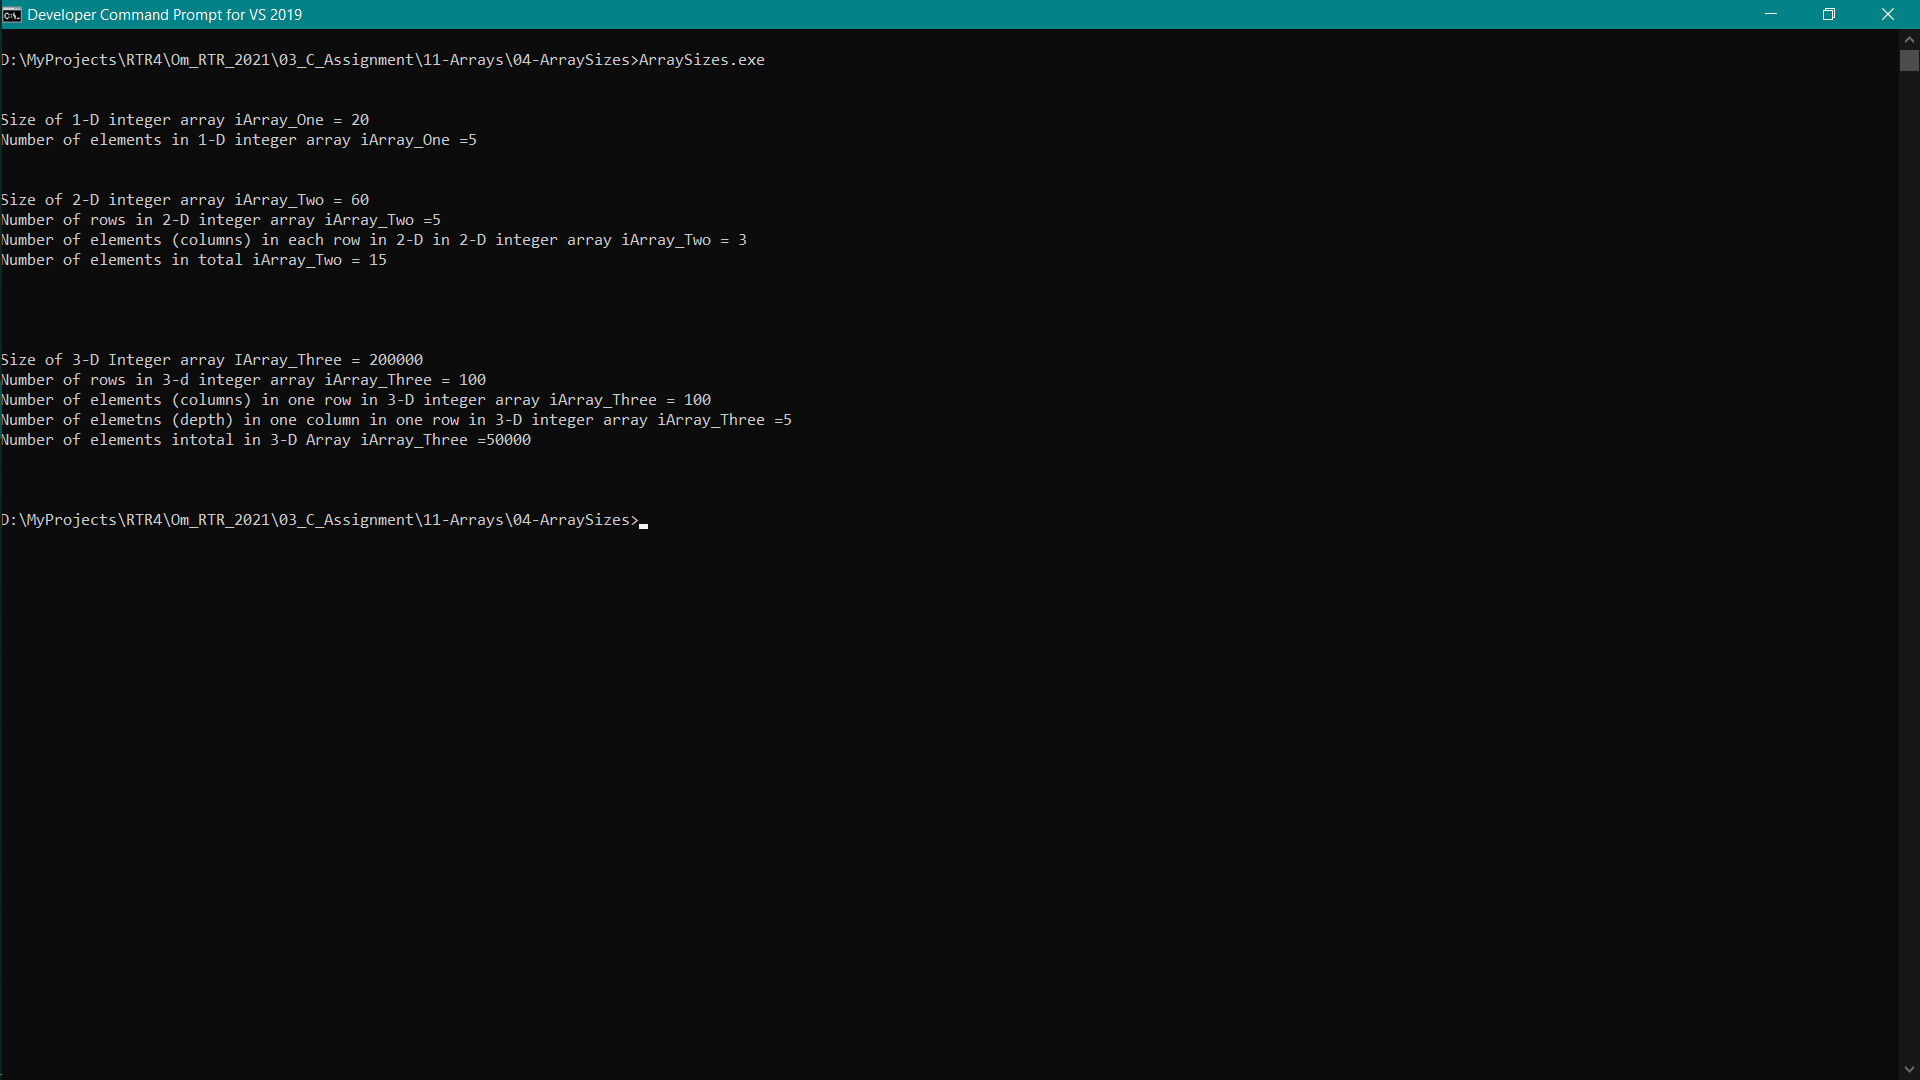 Developer Command Prompt for VS 2019
D:\MyProjects\RTR4\Om_RTR_2021\03_C_Assignment\11-Arrays\04-ArraySizes>ArraySizes.exe
Size of 1-D integer array iArray_One = 20
Number of elements in 1-D integer array iArray_One =5
Size of 2-D integer array iArray_Two = 60
Number of rows in 2-D integer array iArray_Two =5
Number of elements (columns) in each row in 2-D in 2-D integer array iArray_Two = 3
Number of elements in total iArray_Two = 15
Size of 3-D Integer array IArray_Three = 200000
Number of rows in 3-d integer array iArray_Three = 100
Number of elements (columns) in one row in 3-D integer array iArray_Three = 100
Number of elemetns (depth) in one column in one row in 3-D integer array iArray_Three =5
Number of elements intotal in 3-D Array iArray_Three =50000
D:\MyProjects\RTR4\Om_RTR_2021\03_C_Assignment\11-Arrays\04-ArraySizes>